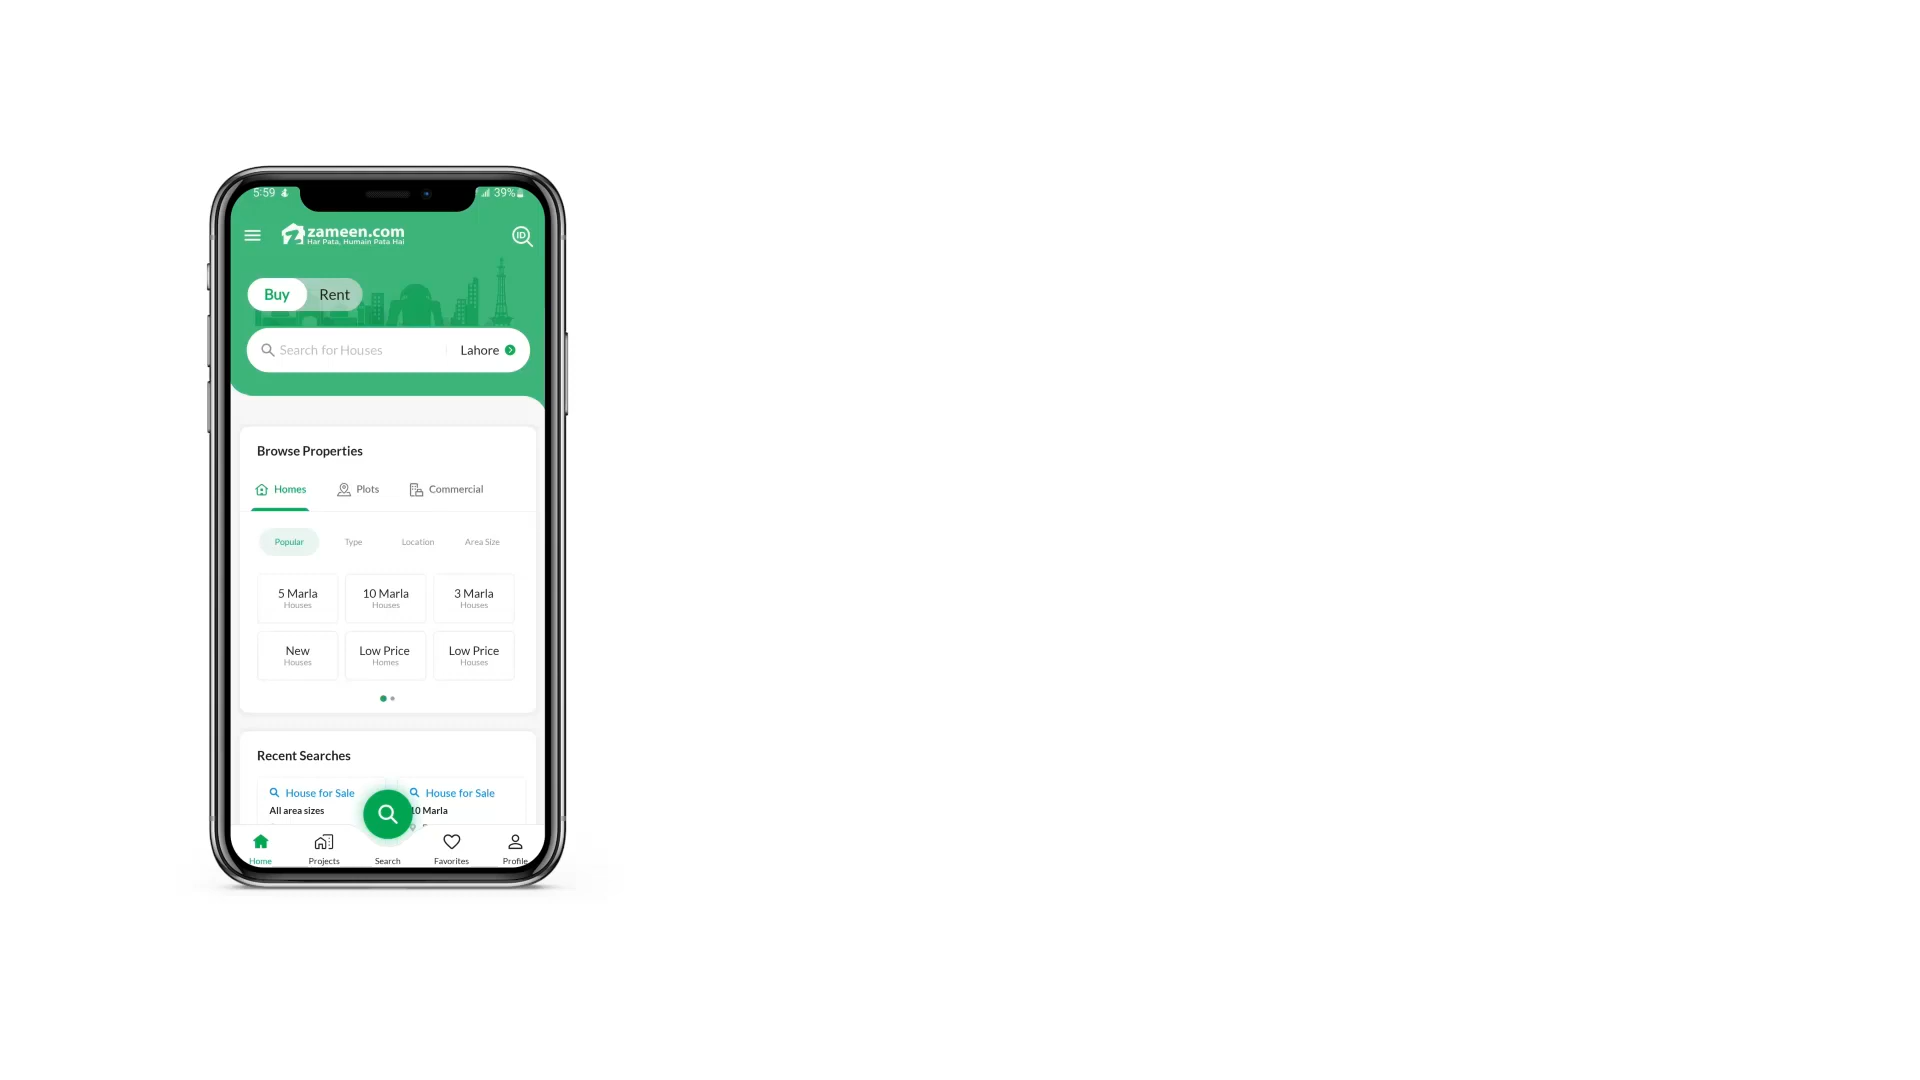 5:59
39%
zameen.com
Har Pata, Humain Pata Hai
ID
Buy Rent
Search for Houses Lahore
Browse Properties
Homes Plots Commercial
Popular Type Location Area Size
5 Marla 10 Marla 3 Marla
Houses Houses Houses
New Low Price Low Price
Houses Homes Houses
Recent Searches
House for Sale House for Sale
All area sizes 10 Marla
Home Projects Search Favorites Profile